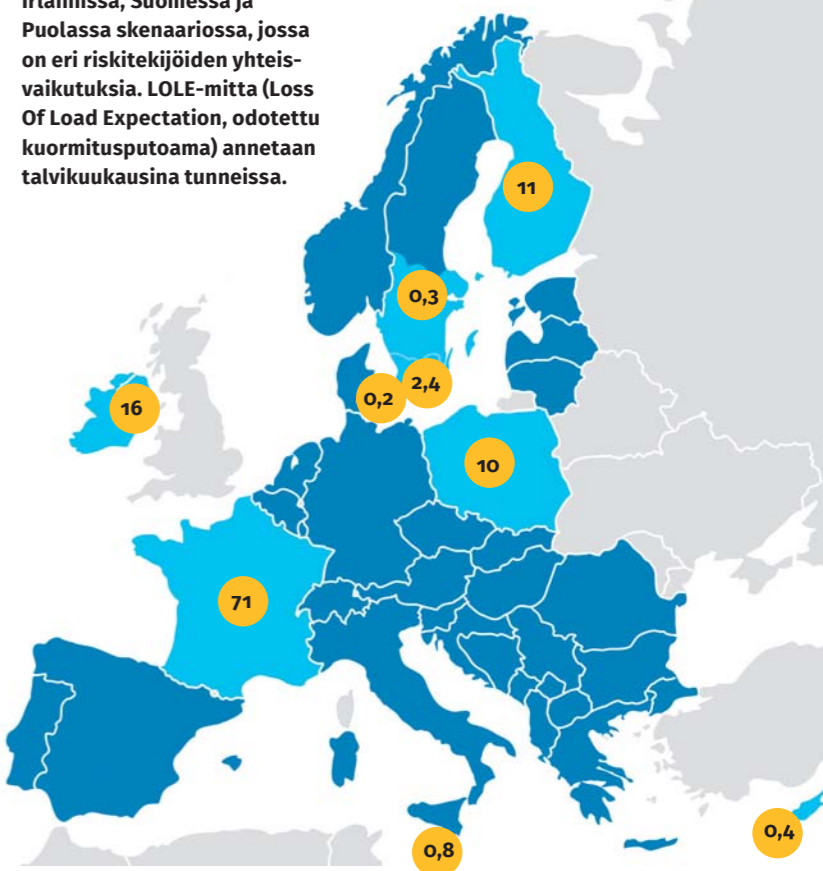 Irlannissa, Suomessa ja
Puolassa skenaariossa, jossa
on eri riskitekijöiden yhteis-
vaikutuksia. LOLE-mitta (Loss
Of Load Expectation, odotettu
kuormitusputoama) annetaan
talvikuukausina tunneissa.
11
0,3
2,4
0,2
16
10
71
0,4
0,8